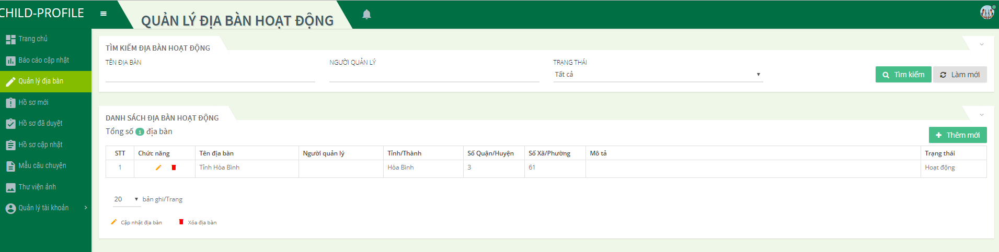 CHILD-PROFILE
QUẢN LÝ ĐỊA BÀN HOẠT ĐỘNG
Trang chủ
Báo cáo cập nhật
Quản lý địa bàn
Hồ sơ mới
Hồ sơ đã duyệt
Hồ sơ cập nhật
Mẫu câu chuyện
Thư viện ảnh
Quản lý tài khoản
TÌM KIẾM ĐỊA BÀN HOẠT ĐỘNG
TÊN ĐỊA BÀN NGƯỜI QUẢN LÝ TRẠNG THÁI
Tất cả Tìm kiếm Làm mới
DANH SÁCH ĐỊA BÀN HOẠT ĐỘNG
Tổng số 1 địa bàn
Thêm mới
STT Chức năng Tên địa bàn Người quản lý Tỉnh/Thành Số Quận/Huyện Số Xã/Phường Mô tả Trạng thái
1 Tỉnh Hòa Bình Hòa Bình 3 61 Hoạt động
20 bản ghi/Trang
Cập nhật địa bàn Xóa địa bàn